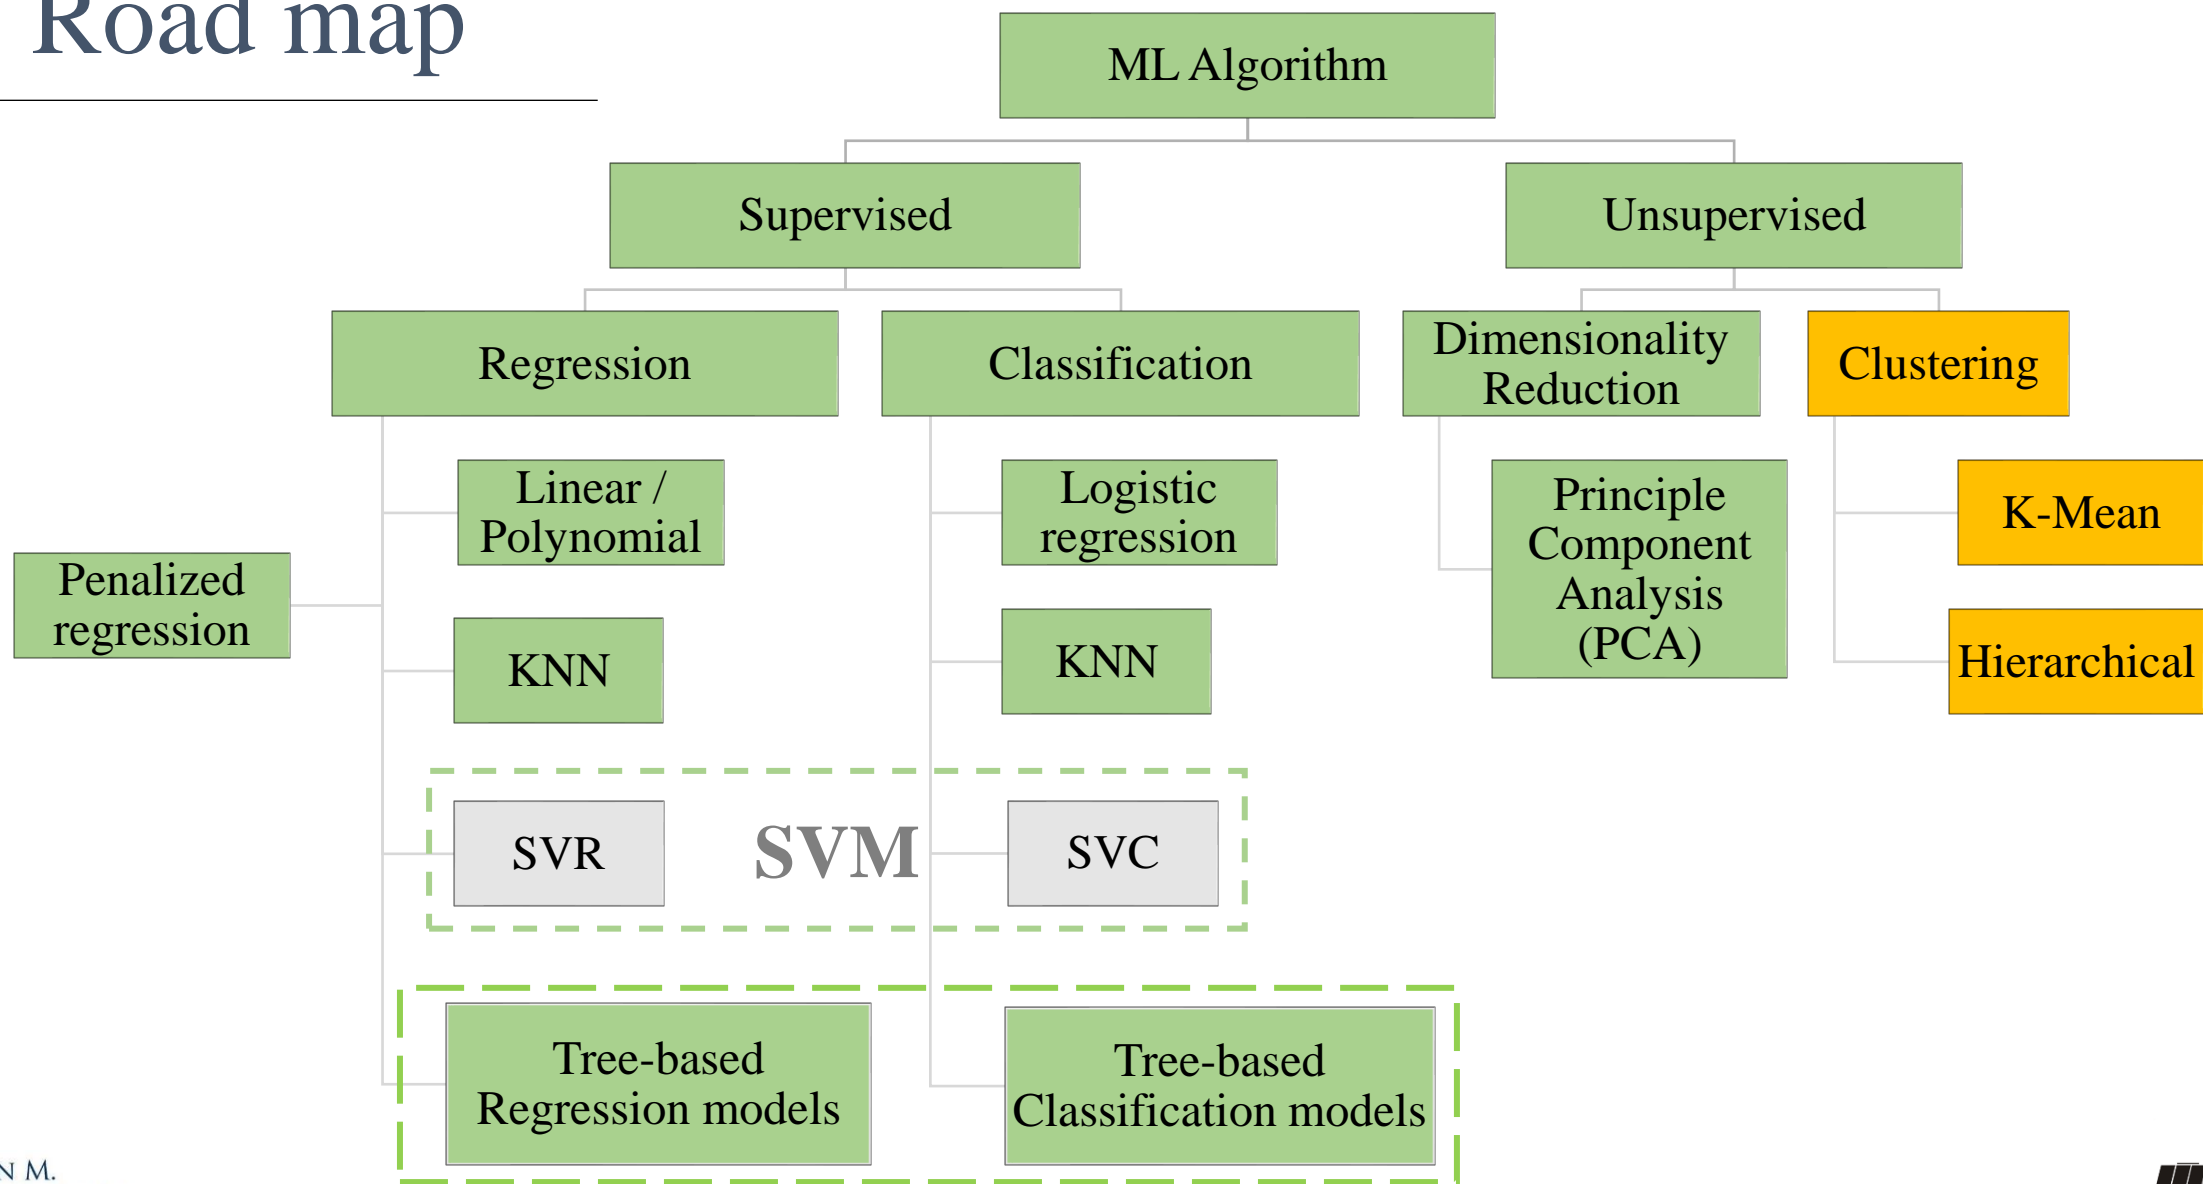 Road map
ML Algorithm
Supervised
Unsupervised
Regression
Classification
Dimensionality
Reduction
Clustering
Linear /
Polynomial
Logistic
regression
Principle
Component
Analysis
(PCA)
K-Mean
Penalized
regression
KNN
KNN
Hierarchical
SVR
SVM
SVC
Tree-based
Regression models
Tree-based
Classification models
N M.